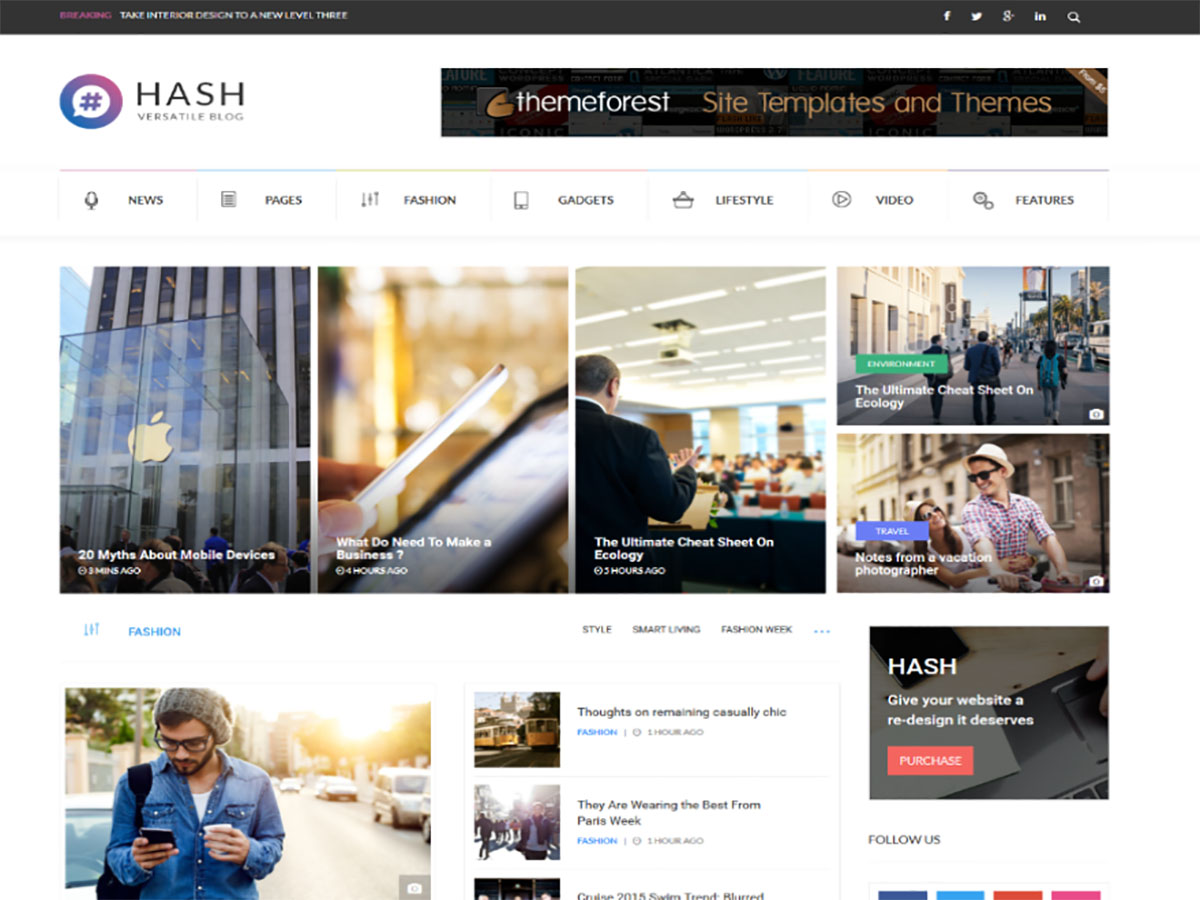 BREAKING TAKE INTERIOR DESIGN TO A NEW LEVEL THREE
HASH
VERSATILE BLOG
themeforest Site Templates and Themes
From $5
NEWS PAGES FASHION GADGETS LIFESTYLE VIDEO FEATURES
20 Myths About Mobile Devices
3 MINS AGO
What Do Need To Make a
Business ?
4 HOURS AGO
The Ultimate Cheat Sheet On
Ecology
5 HOURS AGO
ENVIRONMENT
The Ultimate Cheat Sheet On
Ecology
TRAVEL
Notes from a vacation
photographer
FASHION STYLE SMART LIVING FASHION WEEK ...
Thoughts on remaining casually chic
FASHION | 1 HOUR AGO
They Are Wearing the Best From
Paris Week
FASHION | 1 HOUR AGO
Cruise 2015 Swim Trend: Blurred
HASH
Give your website a
re-design it deserves
PURCHASE
FOLLOW US